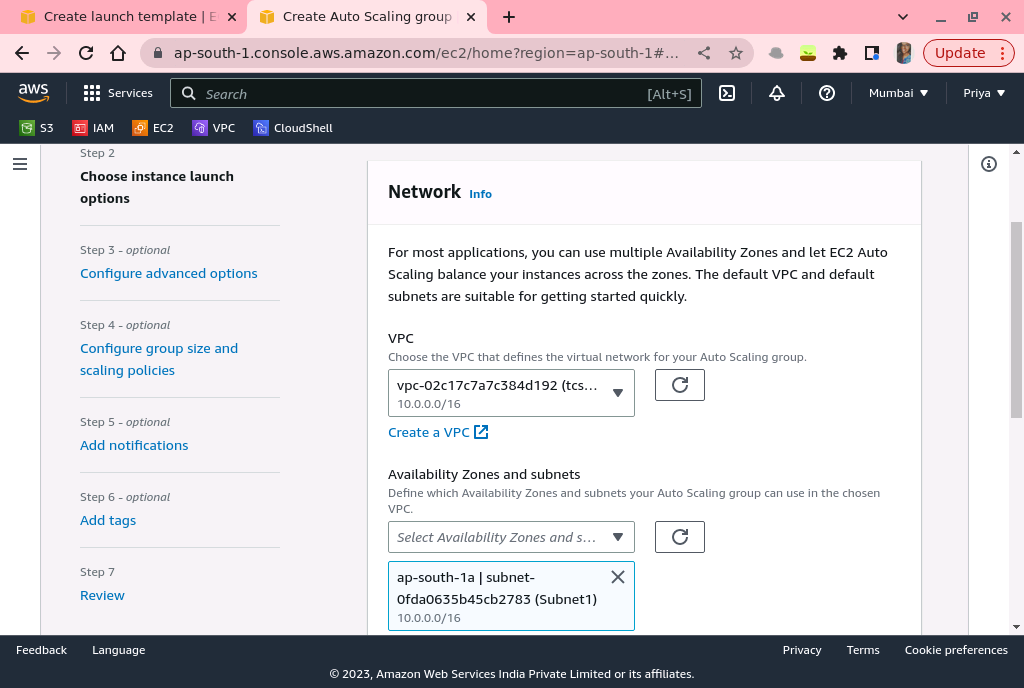 Create launch template | E
Create Auto Scaling group
ap-south-1.console.aws.amazon.com/ec2/home?region=ap-south-1#...
Update
aws
Services
Search
[Alt+S]
Mumbai
Priya
S3
IAM
EC2
VPC
CloudShell
Step 2
Choose instance launch
options
Step 3 - optional
Configure advanced options
Step 4 - optional
Configure group size and
scaling policies
Step 5 - optional
Add notifications
Step 6 - optional
Add tags
Step 7
Review
Network Info
For most applications, you can use multiple Availability Zones and let EC2 Auto
Scaling balance your instances across the zones. The default VPC and default
subnets are suitable for getting started quickly.
VPC
Choose the VPC that defines the virtual network for your Auto Scaling group.
vpc-02c17c7a7c384d192 (tcs...
10.0.0.0/16
Create a VPC
Availability Zones and subnets
Define which Availability Zones and subnets your Auto Scaling group can use in the chosen
VPC.
Select Availability Zones and s...
ap-south-1a | subnet-
0fda0635b45cb2783 (Subnet1)
10.0.0.0/16
Feedback
Language
Privacy
Terms
Cookie preferences
© 2023, Amazon Web Services India Private Limited or its affiliates.